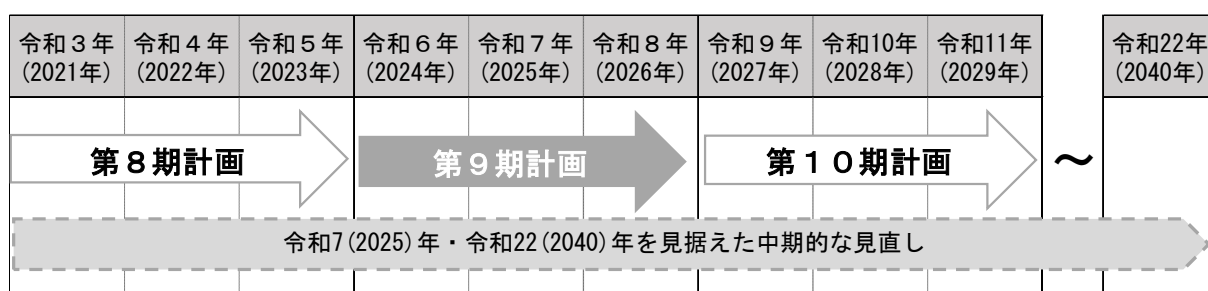 令和３年 令和４年 令和５年 令和６年 令和７年 令和８年 令和９年 令和10年 令和11年 令和22年
(2021年) (2022年) (2023年) (2024年) (2025年) (2026年) (2027年) (2028年) (2029年) (2040年)
第８期計画 第９期計画 第１０期計画 ～
令和7(2025)年・令和22(2040)年を見据えた中期的な見直し